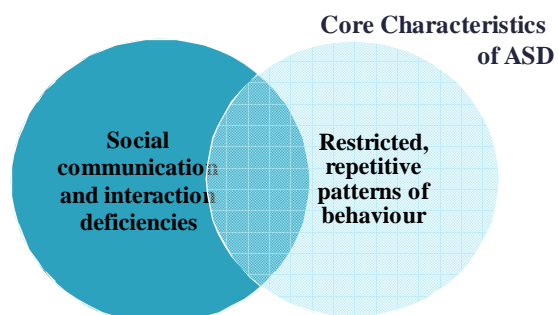 Core Characteristics
of ASD
Social
communication
and interaction
deficiencies
Restricted,
repetitive
patterns of
behaviour